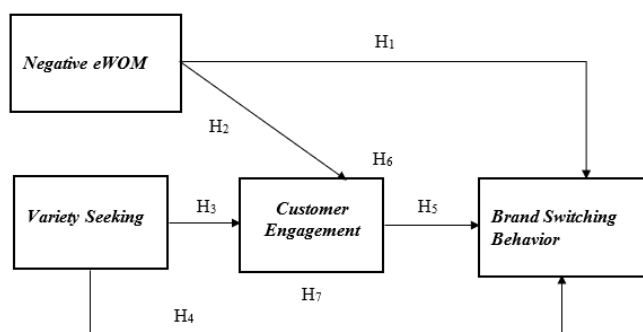 H1
Negative eWOM
H2
H6
Variety Seeking
H3
Customer
Engagement
H5
Brand Switching
Behavior
H7
H4